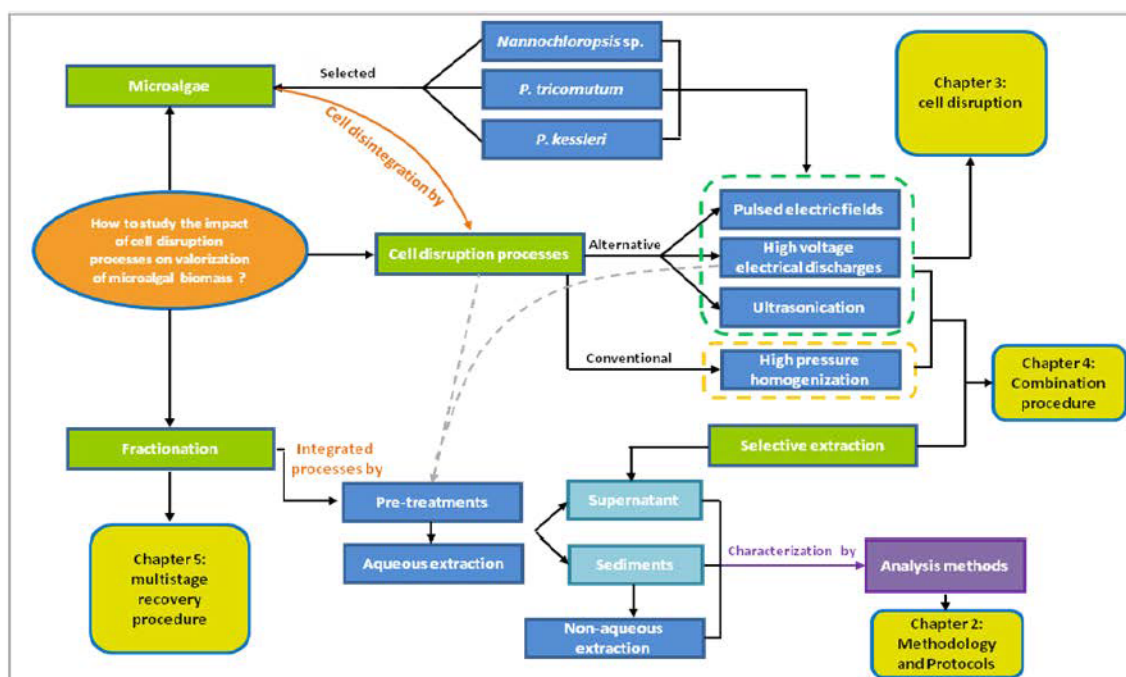 Nannochloropsis sp.
Selected
Microalgae
P. tricornutum
Chapter 3:
cell disruption
P. kessleri
Cell disintegration by
Pulsed electric fields
How to study the impact
of cell disruption
processes on valorization
of microalgal biomass ?
Cell disruption processes
Alternative
High voltage
electrical discharges
Ultrasonication
Conventional
High pressure
homogenization
Chapter 4:
Combination
procedure
Fractionation
Integrated
processes by
Selective extraction
Pre-treatments
Supernatant
Aqueous extraction
Sediments
Characterization by
Analysis methods
Chapter 5:
multistage
recovery
procedure
Non-aqueous
extraction
Chapter 2:
Methodology
and Protocols